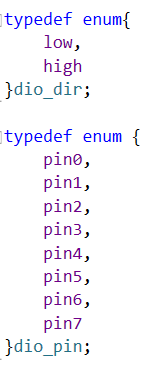 typedef enum{
    low,
    high
}dio_dir;

typedef enum {
    pin0,
    pin1,
    pin2,
    pin3,
    pin4,
    pin5,
    pin6,
    pin7
}dio_pin;